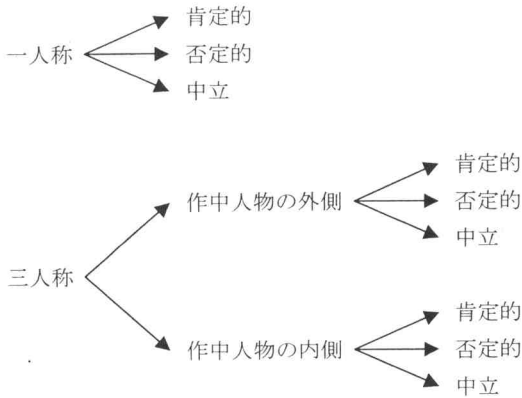 肯定的
一人称
否定的
中立
肯定的
作中人物の外側
否定的
中立
三人称
肯定的
作中人物の内側
否定的
中立